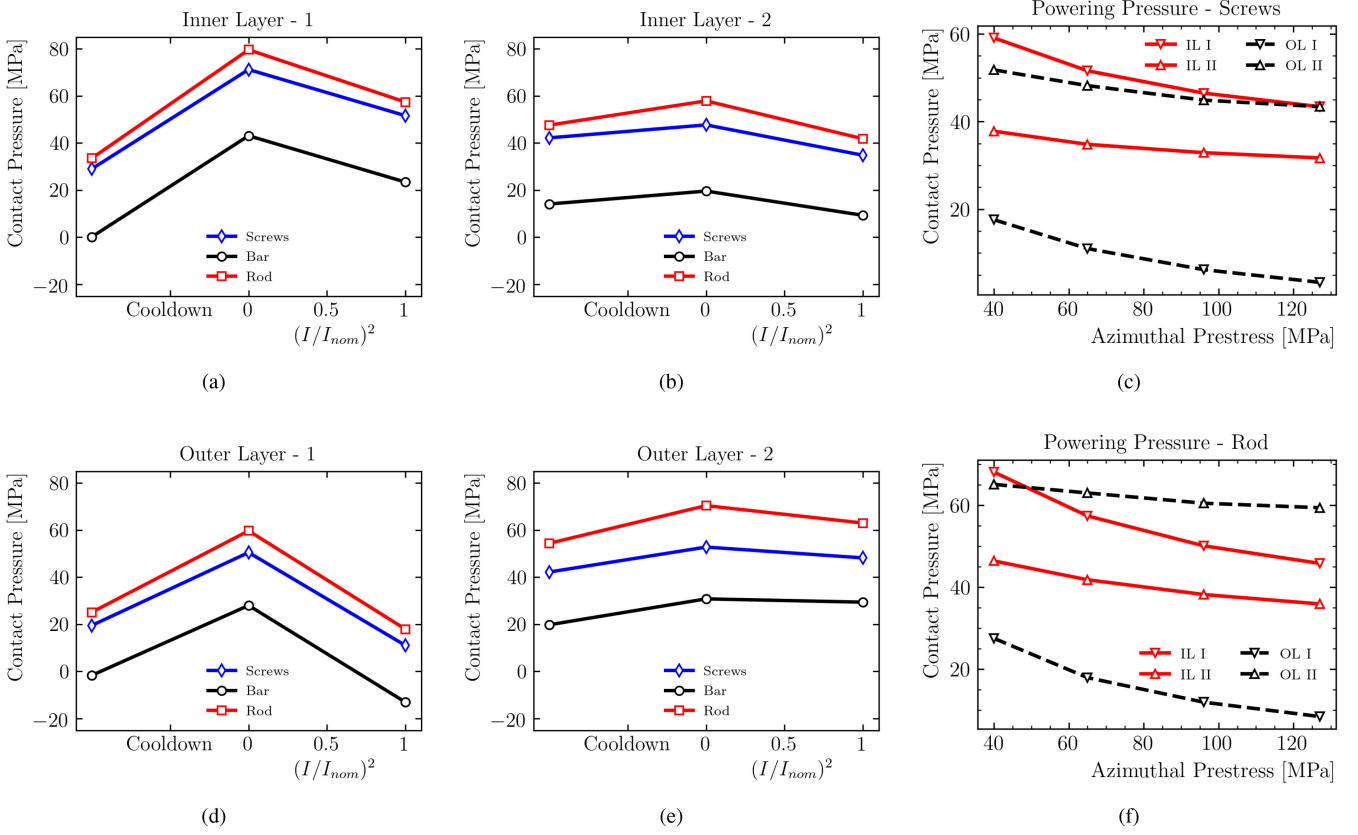 Inner Layer - 1
Contact Pressure [MPa]
80
60
40
20
0
−20
Screws
Bar
Rod
Cooldown 0 0.5 1
(I/I_nom)^2
(a)
Inner Layer - 2
Contact Pressure [MPa]
80
60
40
20
0
−20
Screws
Bar
Rod
Cooldown 0 0.5 1
(I/I_nom)^2
(b)
Powering Pressure - Screws
Contact Pressure [MPa]
60
40
20
IL I OL I
IL II OL II
40 60 80 100 120
Azimuthal Prestress [MPa]
(c)
Outer Layer - 1
Contact Pressure [MPa]
80
60
40
20
0
−20
Screws
Bar
Rod
Cooldown 0 0.5 1
(I/I_nom)^2
(d)
Outer Layer - 2
Contact Pressure [MPa]
80
60
40
20
0
−20
Screws
Bar
Rod
Cooldown 0 0.5 1
(I/I_nom)^2
(e)
Powering Pressure - Rod
Contact Pressure [MPa]
60
40
20
IL I OL I
IL II OL II
40 60 80 100 120
Azimuthal Prestress [MPa]
(f)